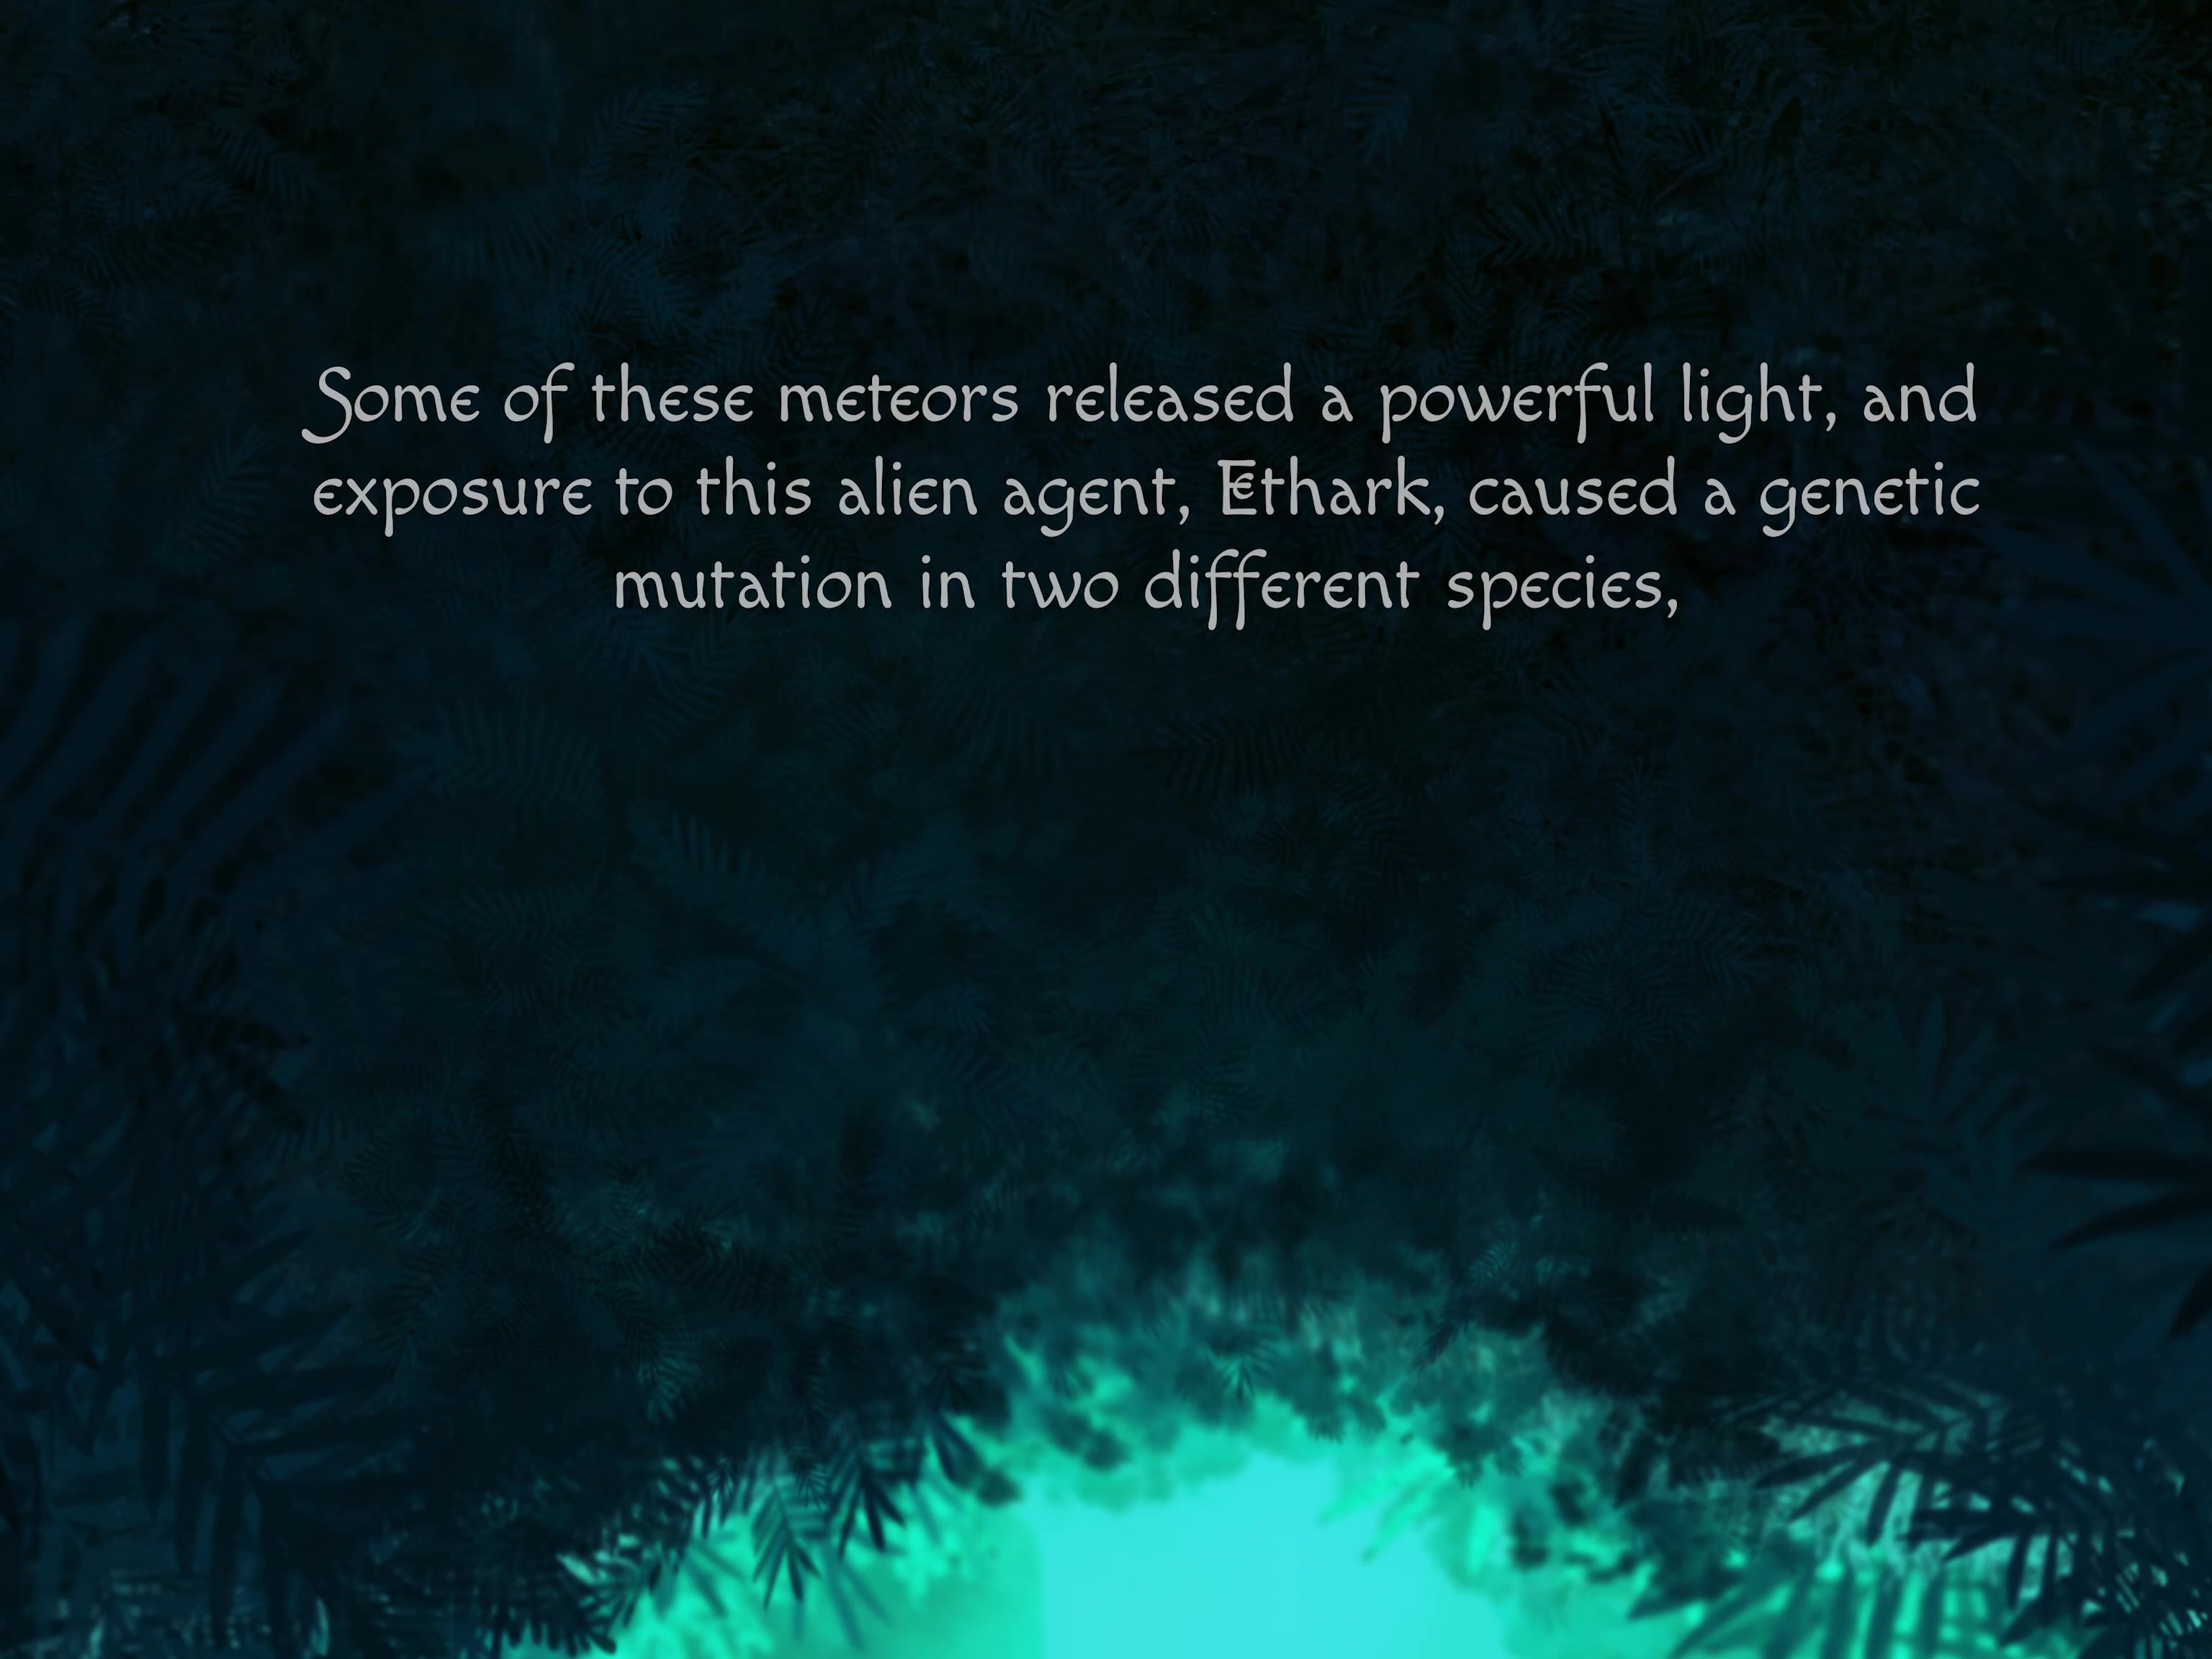 Some of these meteors released a powerful light, and
exposure to this alien agent, Ethark, caused a genetic
mutation in two different species,